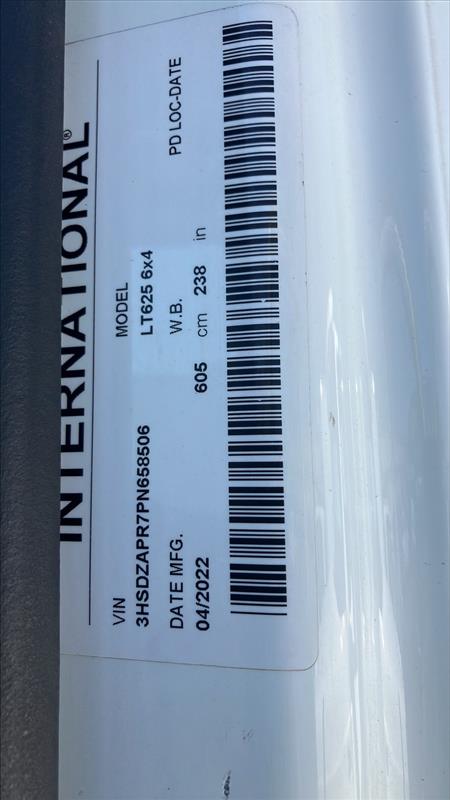 INTERNATIONAL®
VIN MODEL
3HSDZAPR7PN658506 LT625 6x4
DATE MFG. W.B. PD LOC-DATE
04/2022 605 cm 238 in